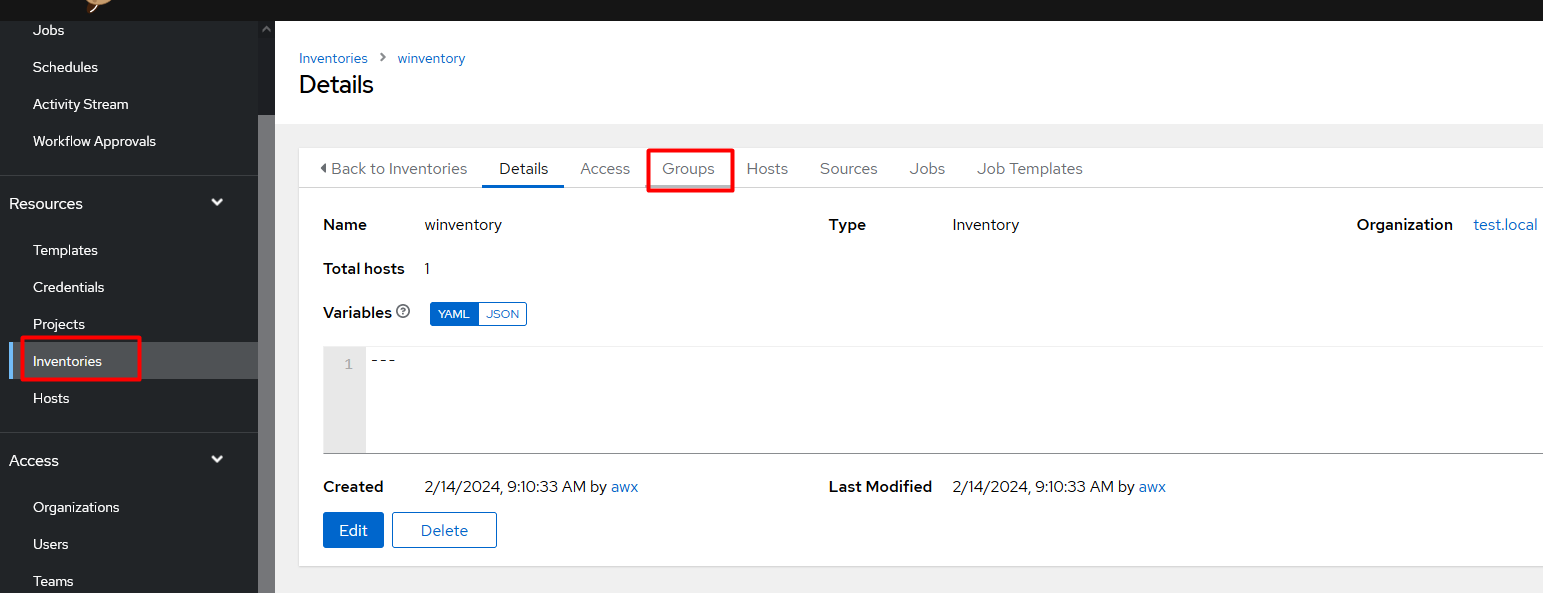 Jobs
Schedules
Activity Stream
Workflow Approvals
Resources
Templates
Credentials
Projects
Inventories
Hosts
Access
Organizations
Users
Teams
Inventories > winventory
Details
Back to Inventories Details Access Groups Hosts Sources Jobs Job Templates
Name winventory Type Inventory Organization test.local
Total hosts 1
Variables ? YAML JSON
1 ---
Created 2/14/2024, 9:10:33 AM by awx Last Modified 2/14/2024, 9:10:33 AM by awx
Edit Delete